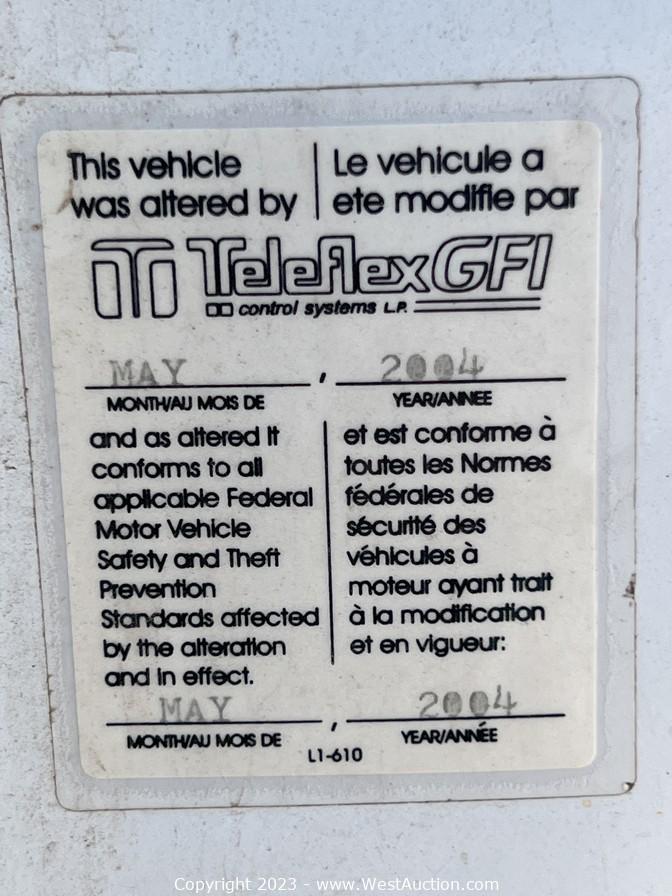 This vehicle
was altered by
Le vehicule a
ete modifie par
TeleflexGFI
control systems L.P.
MAY , 2004
MONTH/AU MOIS DE YEAR/ANNEE
and as altered it
conforms to all
applicable Federal
Motor Vehicle
Safety and Theft
Prevention
Standards affected
by the alteration
and in effect.
et est conforme à
toutes les Normes
fédérales de
sécurité des
véhicules à
moteur ayant trait
à la modification
et en vigueur:
MAY , 2004
MONTH/AU MOIS DE YEAR/ANNÉE
L1-610
Copyright 2023 - www.WestAuction.com